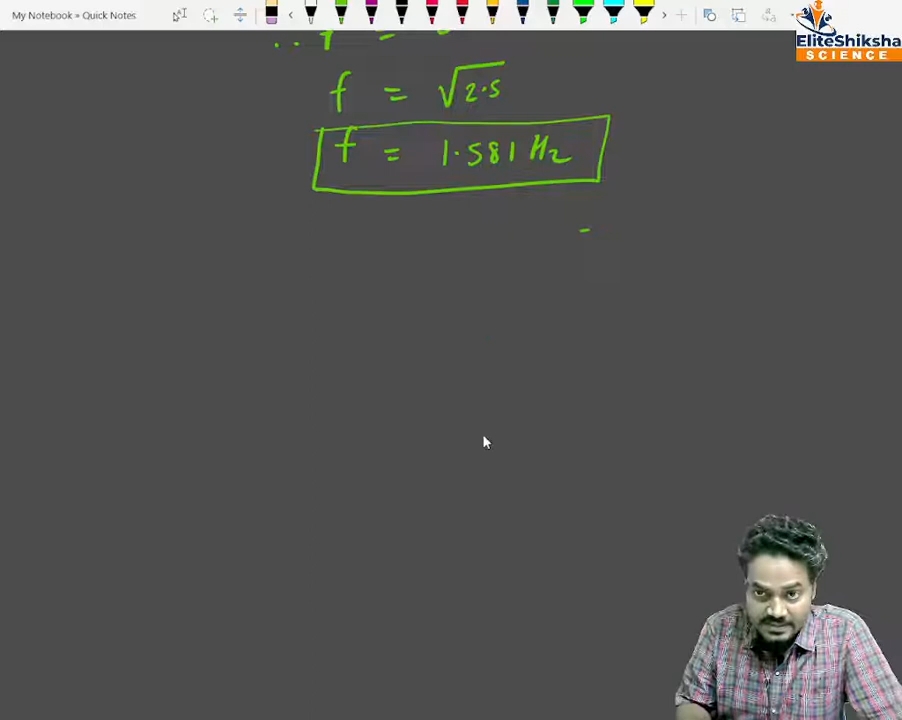 My Notebook » Quick Notes
EliteShiksha
SCIENCE
f = √2.5
f = 1.581 Hz
-